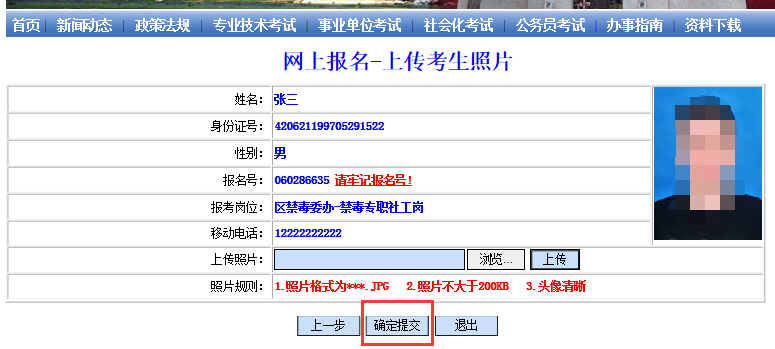 首页 | 新闻动态 | 政策法规 | 专业技术考试 | 事业单位考试 | 社会化考试 | 公务员考试 | 办事指南 | 资料下载
网上报名-上传考生照片
姓名： 张三
身份证号： 420621199705291522
性别： 男
报名号： 060286635 请牢记报名号!
报考岗位： 区禁毒委办-禁毒专职社工岗
移动电话： 12222222222
上传照片： 浏览... 上传
照片规则： 1.照片格式为***.JPG 2.照片不大于200KB 3.头像清晰
上一步 确定提交 退出